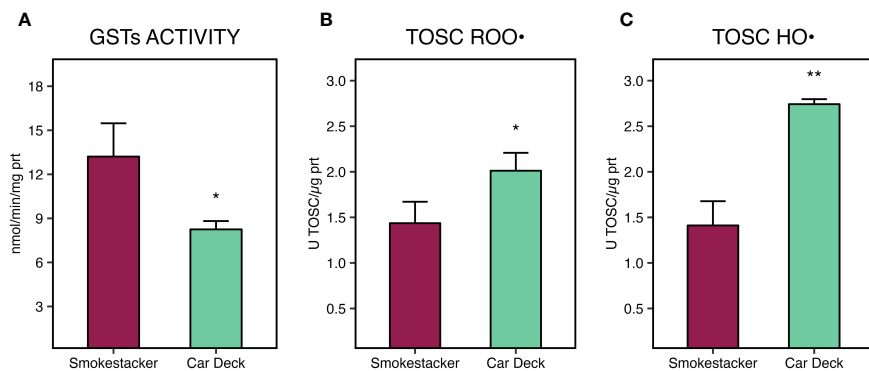 A
GSTs ACTIVITY
nmol/min/mg prt
18
15
12
9
6
3
*
Smokestacker
Car Deck
B
TOSC ROO•
U TOSC/µg prt
3.0
2.5
2.0
1.5
1.0
0.5
*
Smokestacker
Car Deck
C
TOSC HO•
U TOSC/µg prt
3.0
2.5
2.0
1.5
1.0
0.5
**
Smokestacker
Car Deck